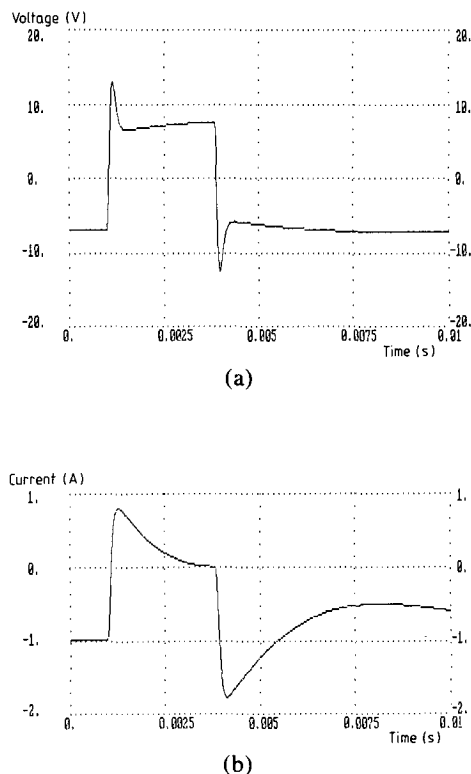 Voltage (V)
20. 20.
10. 10.
0. 0.
-10. -10.
-20. -20.
0. 0.0025 0.005 0.0075 0.01
Time (s)
(a)
Current (A)
1. 1.
0. 0.
-1. -1.
-2. -2.
0. 0.0025 0.005 0.0075 0.01
Time (s)
(b)